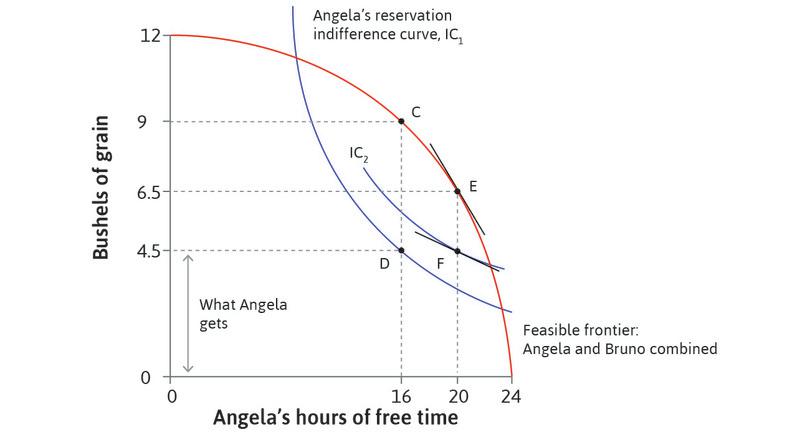 Angela’s reservation
indifference curve, IC₁
12
C
9
IC₂
E
6.5
4.5
D
F
What Angela
gets
Feasible frontier:
Angela and Bruno combined
0
0
16
20
24
Bushels of grain
Angela’s hours of free time